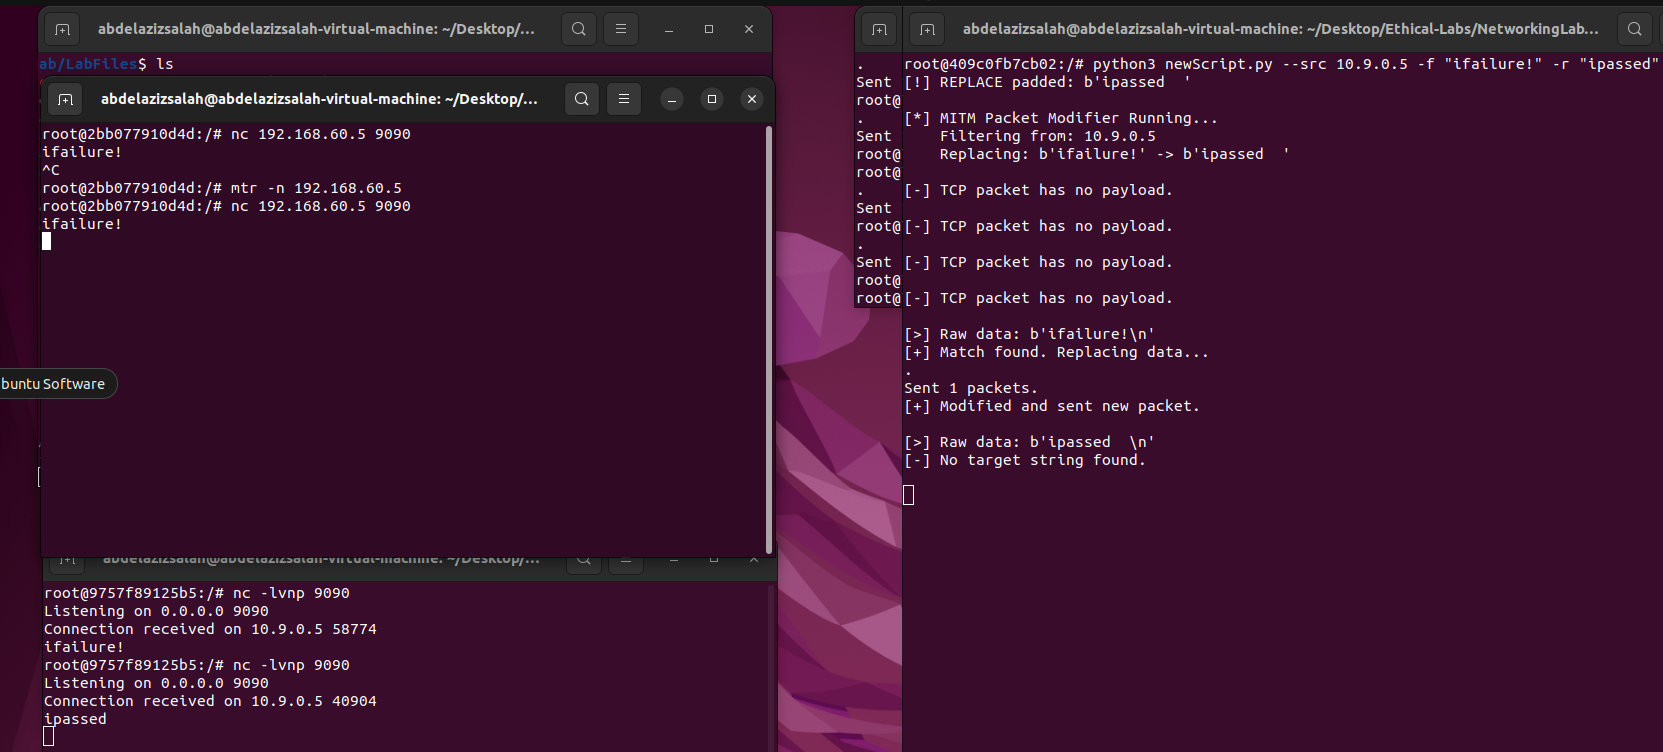 abdelazizsalah@abdelazizsalah-virtual-machine: ~/Desktop/...
ab/LabFiles$ ls
abdelazizsalah@abdelazizsalah-virtual-machine: ~/Desktop/...
root@2bb077910d4d:/# nc 192.168.60.5 9090
ifailure!
^C
root@2bb077910d4d:/# mtr -n 192.168.60.5
root@2bb077910d4d:/# nc 192.168.60.5 9090
ifailure!
buntu Software
abdelazizsalah@abdelazizsalah-virtual-machine: ~/Desktop/...
root@9757f89125b5:/# nc -lvnp 9090
Listening on 0.0.0.0 9090
Connection received on 10.9.0.5 58774
ifailure!
root@9757f89125b5:/# nc -lvnp 9090
Listening on 0.0.0.0 9090
Connection received on 10.9.0.5 40904
ipassed
.
Sent
root@
.
Sent
root@
root@
.
Sent
root@
.
Sent
root@
root@
abdelazizsalah@abdelazizsalah-virtual-machine: ~/Desktop/Ethical-Labs/NetworkingLab...
root@409c0fb7cb02:/# python3 newScript.py --src 10.9.0.5 -f "ifailure!" -r "ipassed"
[!] REPLACE padded: b'ipassed  '
[*] MITM Packet Modifier Running...
    Filtering from: 10.9.0.5
    Replacing: b'ifailure!' -> b'ipassed  '
[-] TCP packet has no payload.
[-] TCP packet has no payload.
[-] TCP packet has no payload.
[-] TCP packet has no payload.
[>] Raw data: b'ifailure!\n'
[+] Match found. Replacing data...
.
Sent 1 packets.
[+] Modified and sent new packet.
[>] Raw data: b'ipassed  \n'
[-] No target string found.